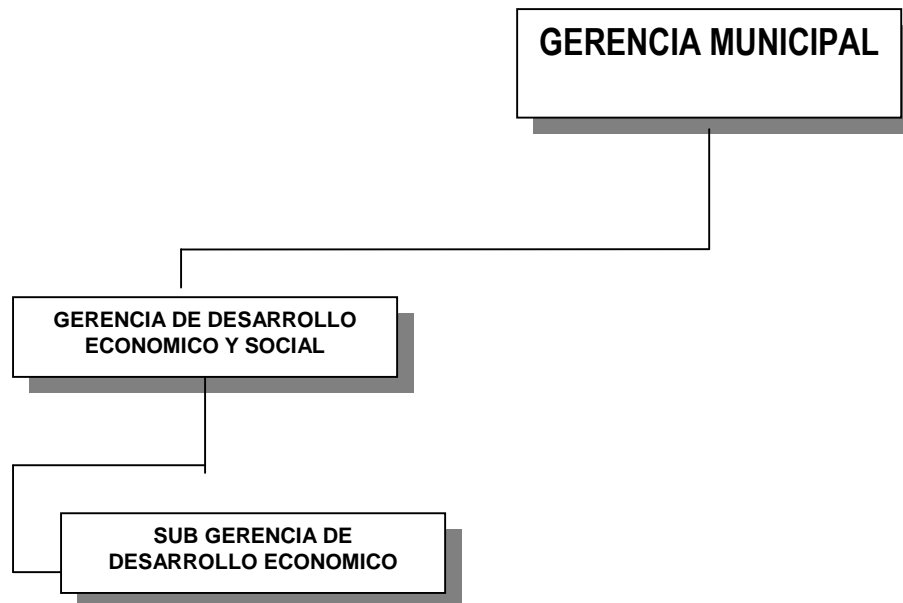 GERENCIA MUNICIPAL
GERENCIA DE DESARROLLO
ECONOMICO Y SOCIAL
SUB GERENCIA DE
DESARROLLO ECONOMICO